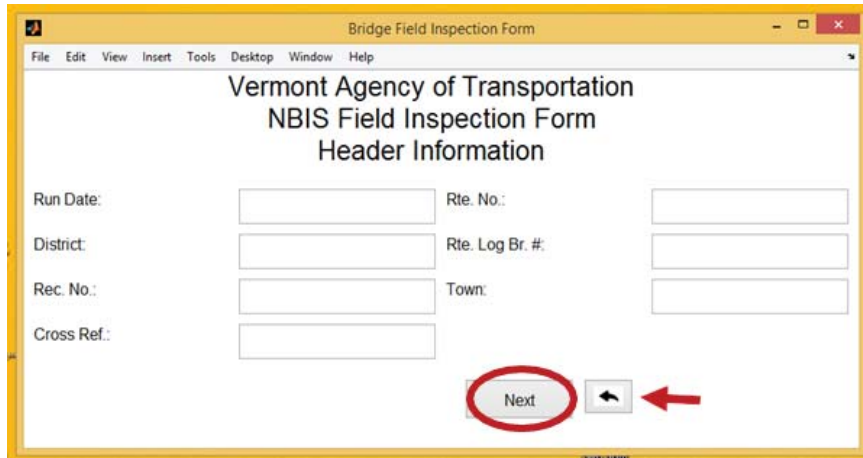 Bridge Field Inspection Form
File Edit View Insert Tools Desktop Window Help
Vermont Agency of Transportation
NBIS Field Inspection Form
Header Information
Run Date: Rte. No.:
District: Rte. Log Br. #:
Rec. No.: Town:
Cross Ref.:
Next